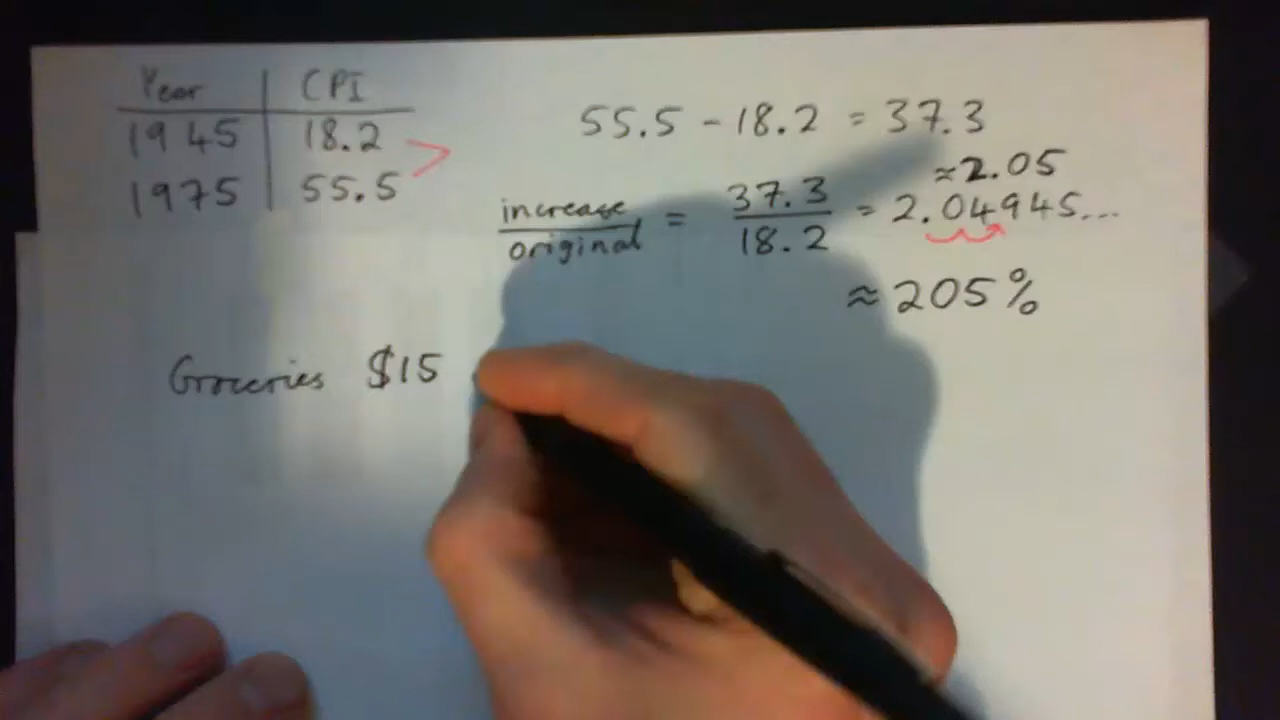 Year CPI
1945 18.2
1975 55.5
55.5 - 18.2 = 37.3
≈2.05
increase/original = 37.3/18.2 = 2.04945...
≈ 205%
Groceries $15